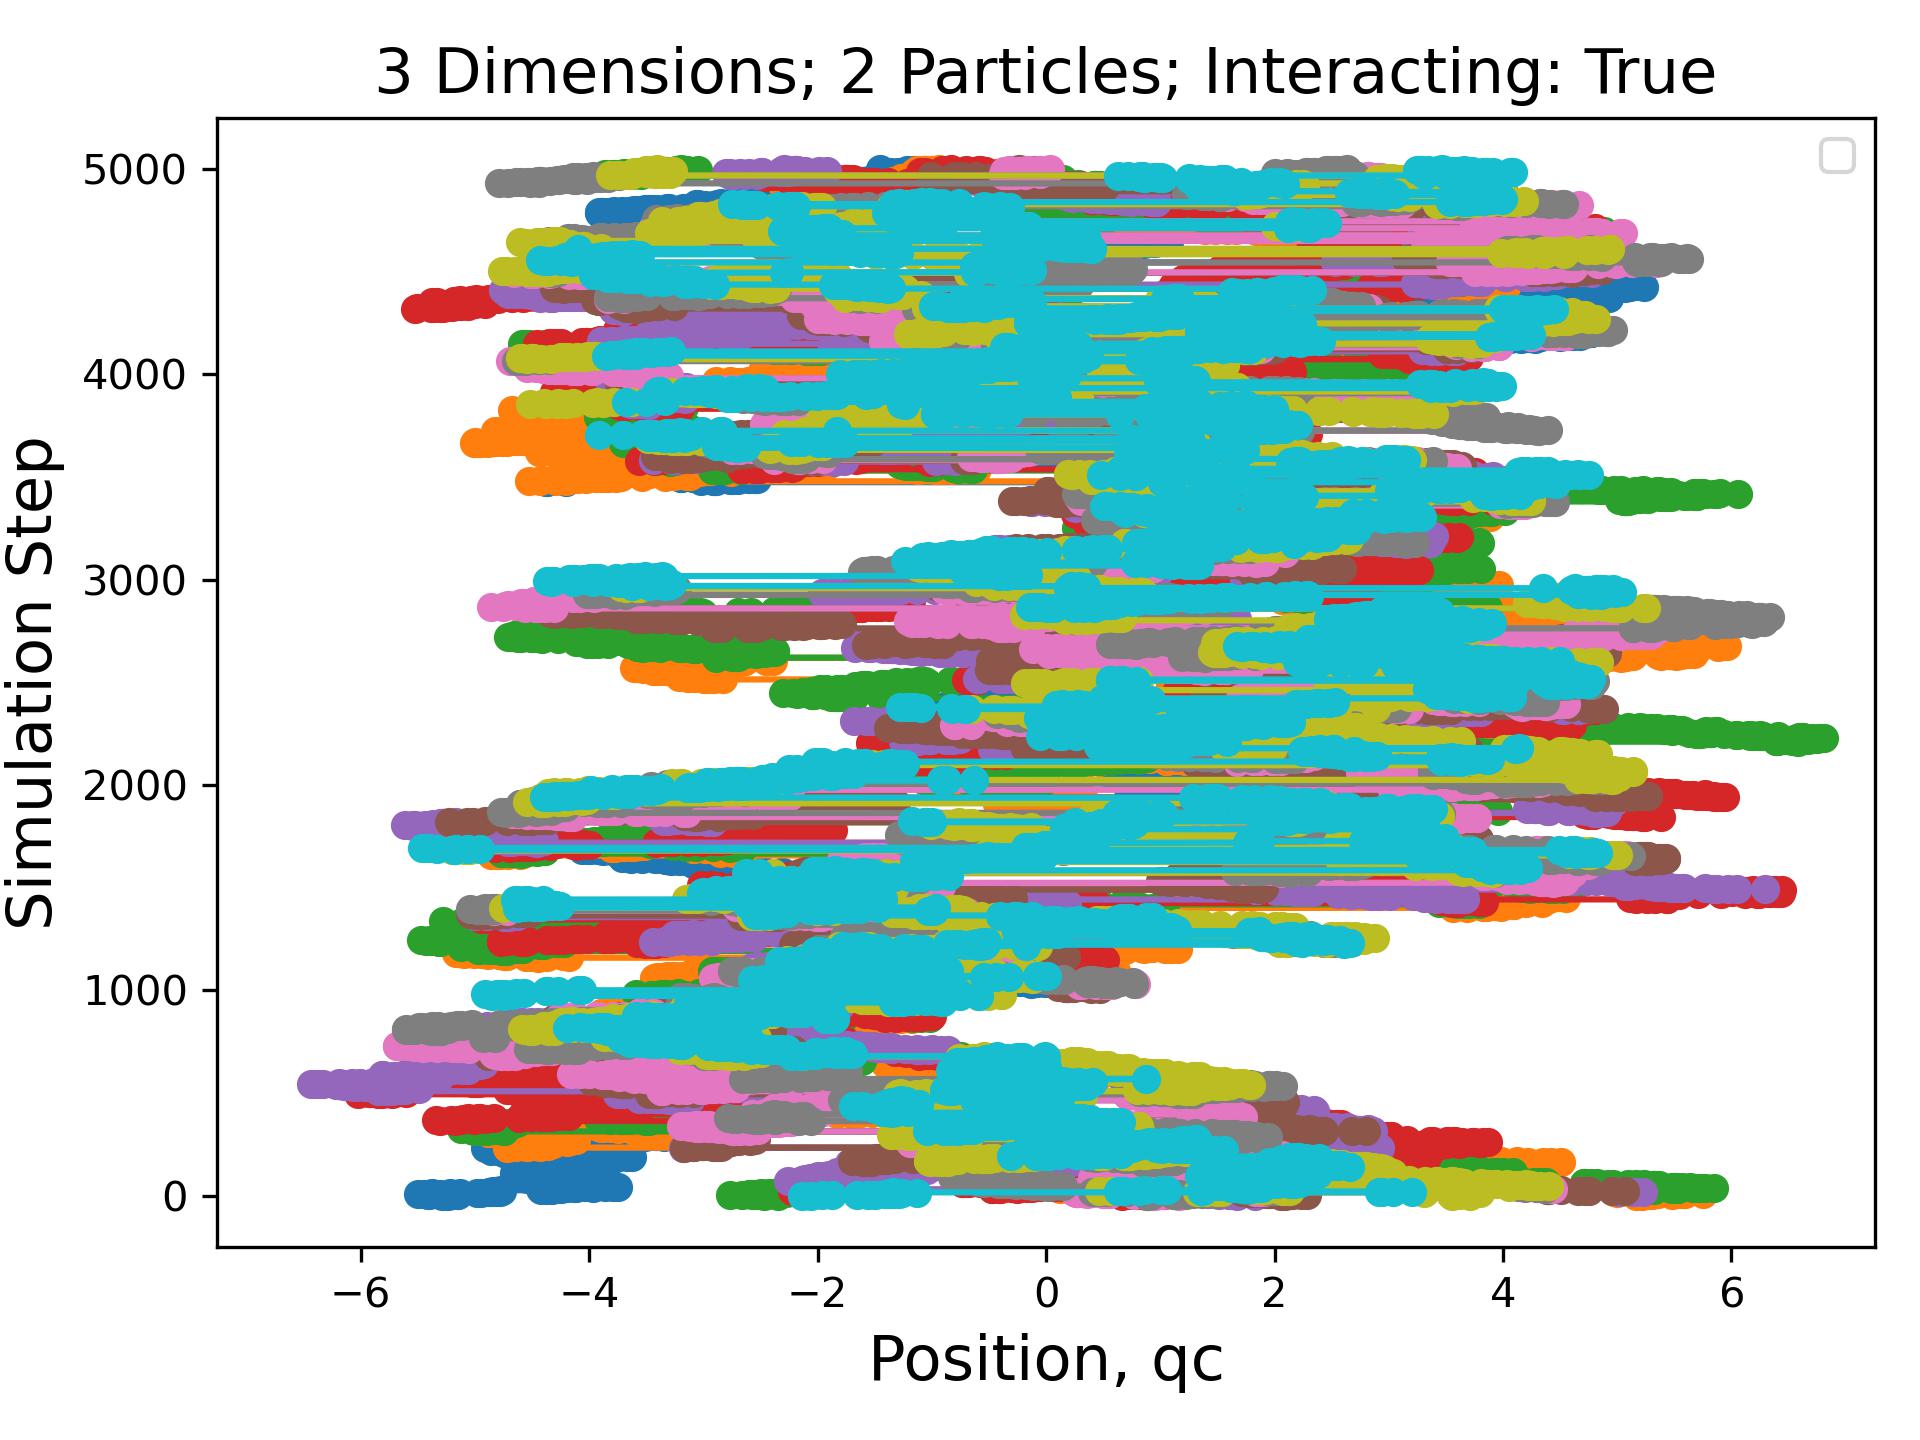 3 Dimensions; 2 Particles; Interacting: True
5000
4000
3000
2000
1000
0
Simulation Step
−6 −4 −2 0 2 4 6
Position, qc